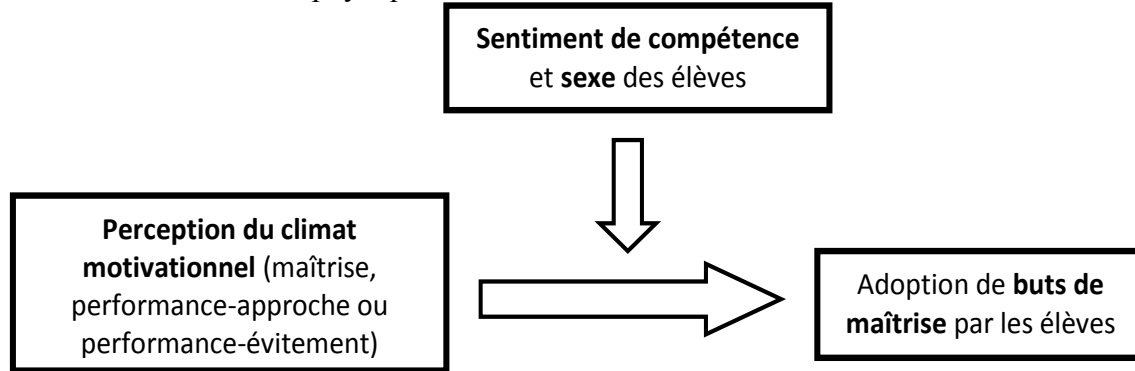 Sentiment de compétence
et sexe des élèves
Perception du climat
motivationnel (maîtrise,
performance-approche ou
performance-évitement)
Adoption de buts de
maîtrise par les élèves